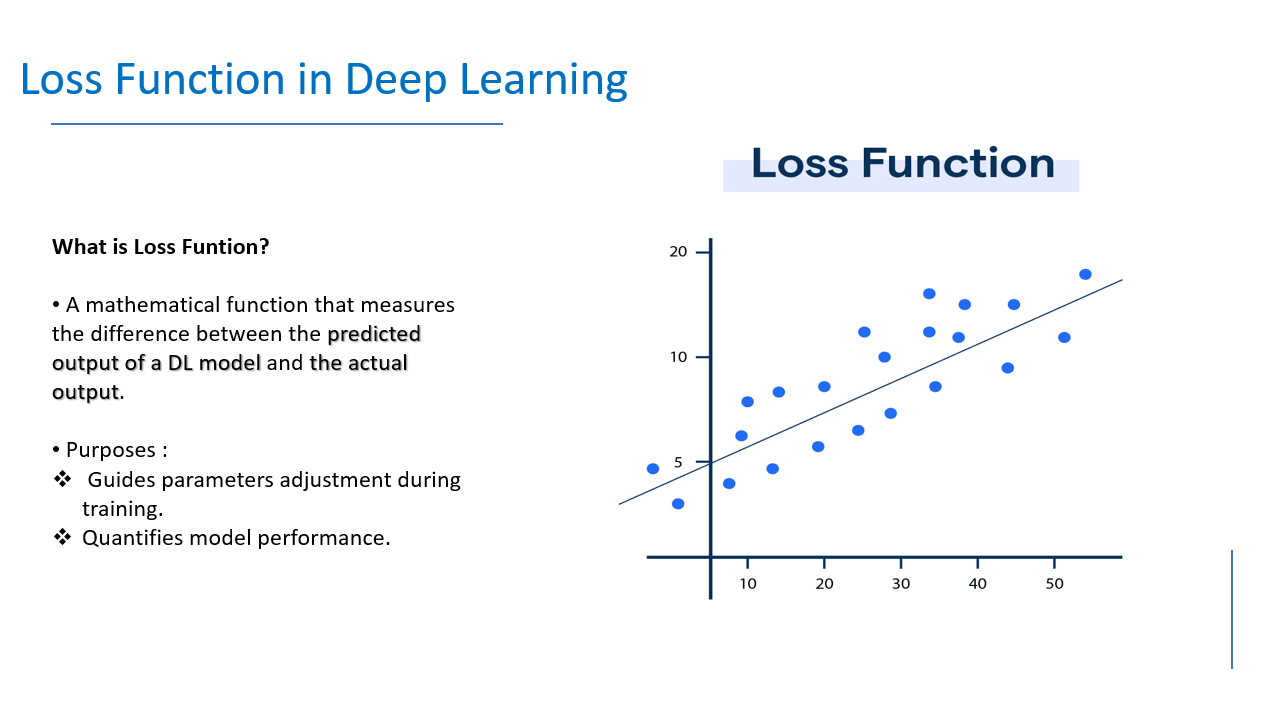 Loss Function in Deep Learning
Loss Function
What is Loss Funtion?
• A mathematical function that measures
the difference between the predicted
output of a DL model and the actual
output.
• Purposes :
❖ Guides parameters adjustment during
training.
❖ Quantifies model performance.
20
10
5
10
20
30
40
50